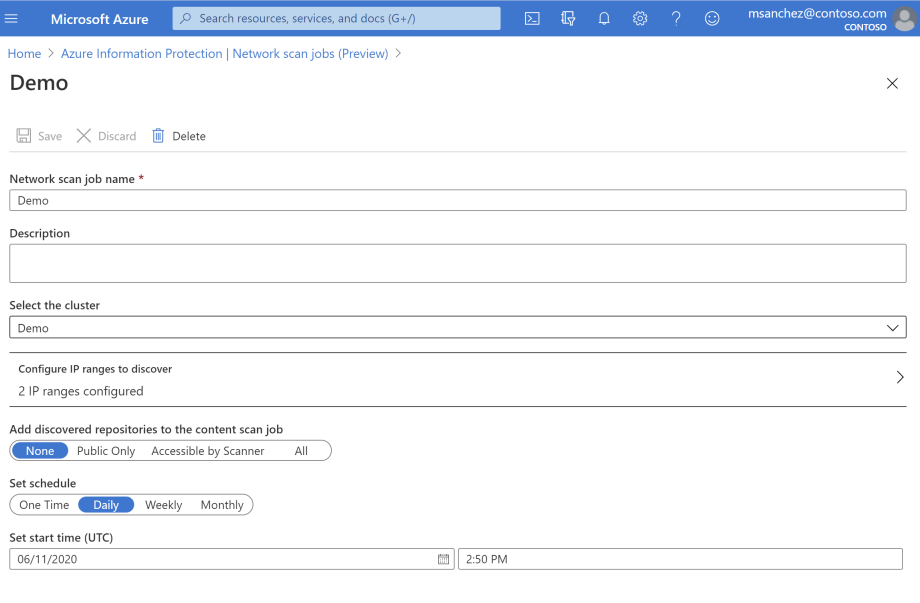 Microsoft Azure
Search resources, services, and docs (G+/)
msanchez@contoso.com
CONTOSO
Home > Azure Information Protection | Network scan jobs (Preview) >
Demo
Save Discard Delete
Network scan job name *
Demo
Description
Select the cluster
Demo
Configure IP ranges to discover
2 IP ranges configured
Add discovered repositories to the content scan job
None Public Only Accessible by Scanner All
Set schedule
One Time Daily Weekly Monthly
Set start time (UTC)
06/11/2020 2:50 PM